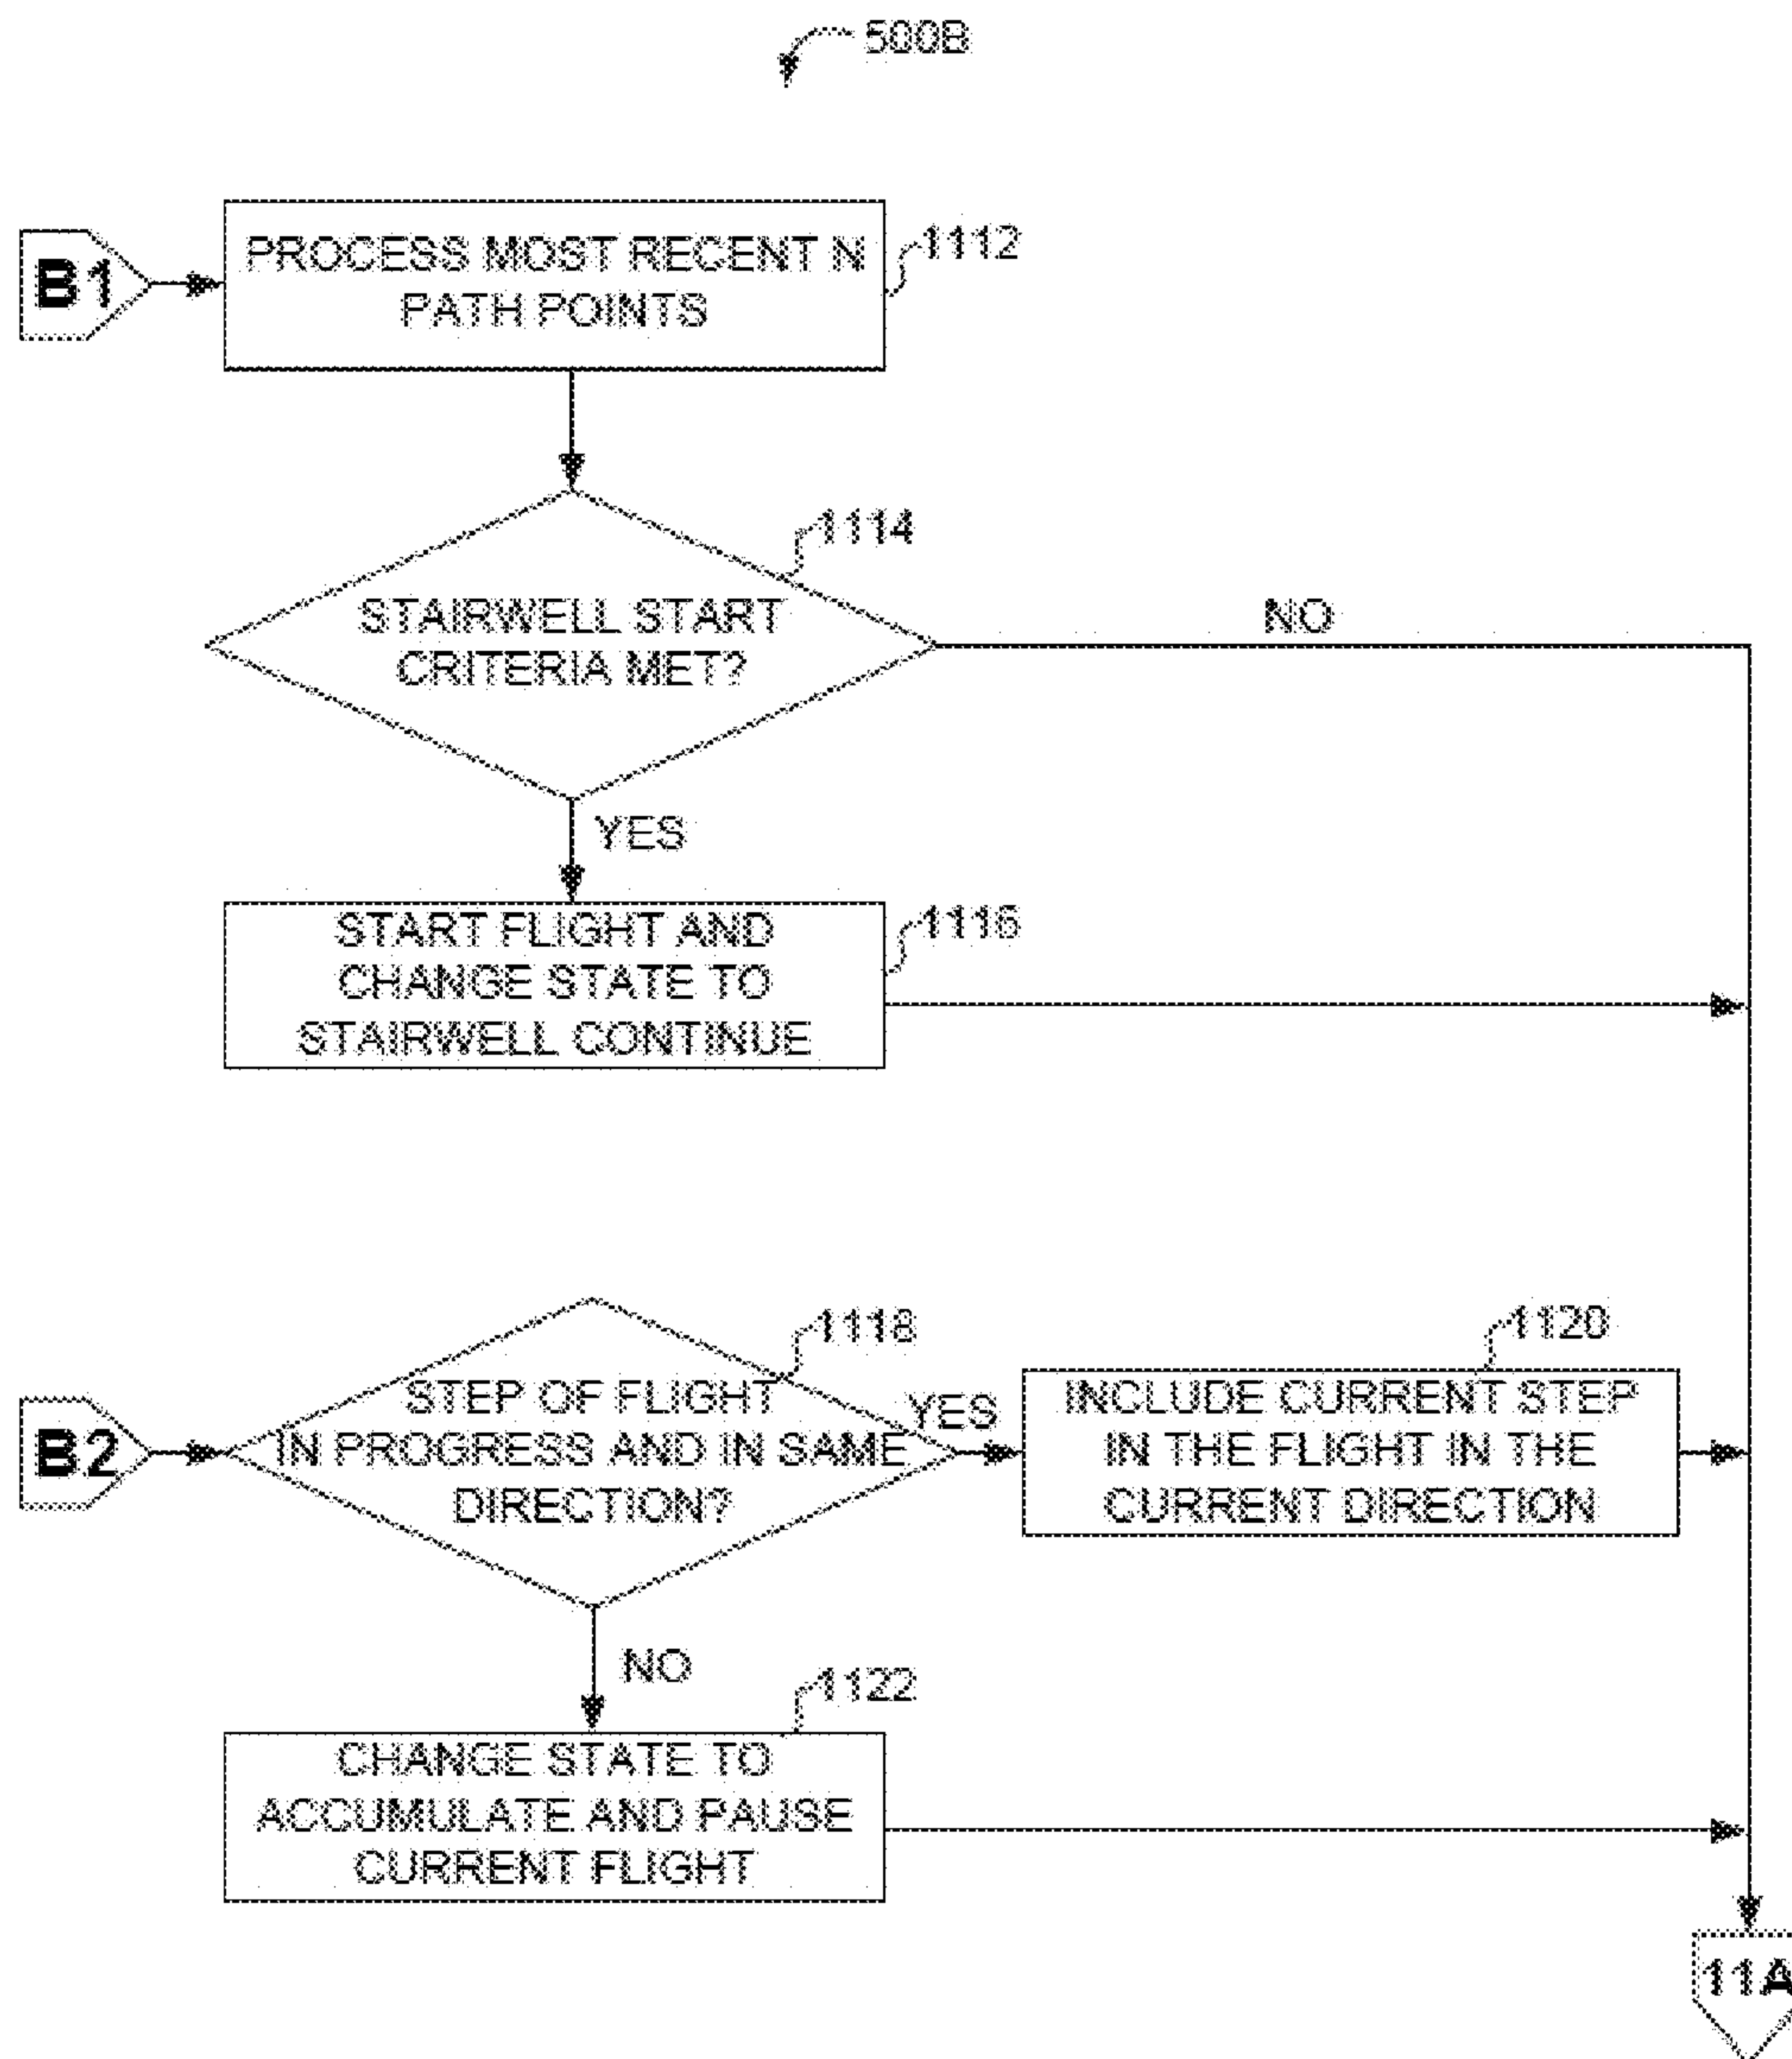 500B
B1
PROCESS MOST RECENT N
PATH POINTS
1112
1114
STAIRWELL START
CRITERIA MET?
NO
YES
START FLIGHT AND
CHANGE STATE TO
STAIRWELL CONTINUE
1116
B2
1118
STEP OF FLIGHT
IN PROGRESS AND IN SAME
DIRECTION?
YES
1120
INCLUDE CURRENT STEP
IN THE FLIGHT IN THE
CURRENT DIRECTION
NO
1122
CHANGE STATE TO
ACCUMULATE AND PAUSE
CURRENT FLIGHT
11A